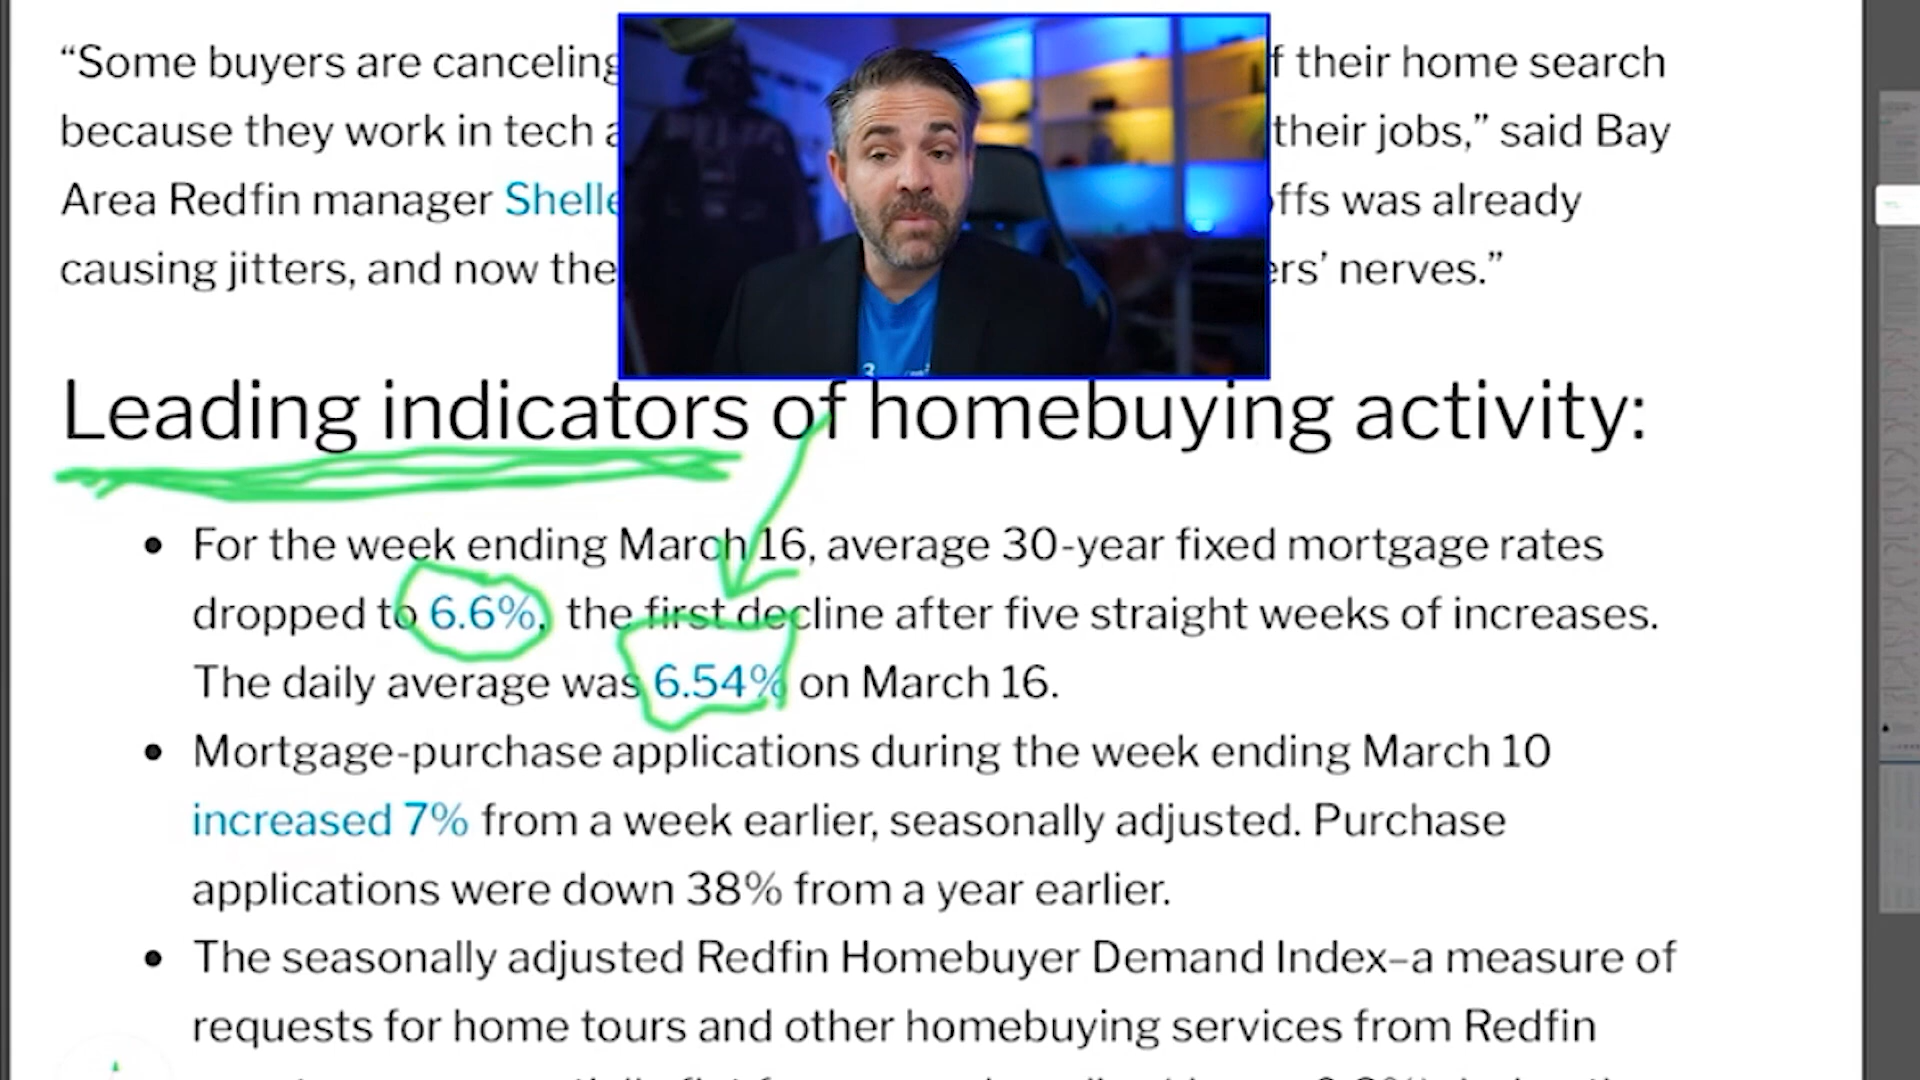 “Some buyers are canceling f their home search
because they work in tech their jobs,” said Bay
Area Redfin manager Shelle ffs was already
causing jitters, and now the ers’ nerves.”
Leading indicators of homebuying activity:
• For the week ending March 16, average 30-year fixed mortgage rates
dropped to 6.6%, the first decline after five straight weeks of increases.
The daily average was 6.54% on March 16.
• Mortgage-purchase applications during the week ending March 10
increased 7% from a week earlier, seasonally adjusted. Purchase
applications were down 38% from a year earlier.
• The seasonally adjusted Redfin Homebuyer Demand Index–a measure of
requests for home tours and other homebuying services from Redfin